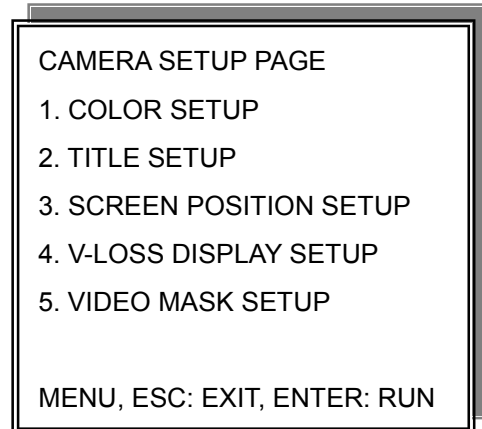 CAMERA SETUP PAGE
1. COLOR SETUP
2. TITLE SETUP
3. SCREEN POSITION SETUP
4. V-LOSS DISPLAY SETUP
5. VIDEO MASK SETUP
MENU, ESC: EXIT, ENTER: RUN